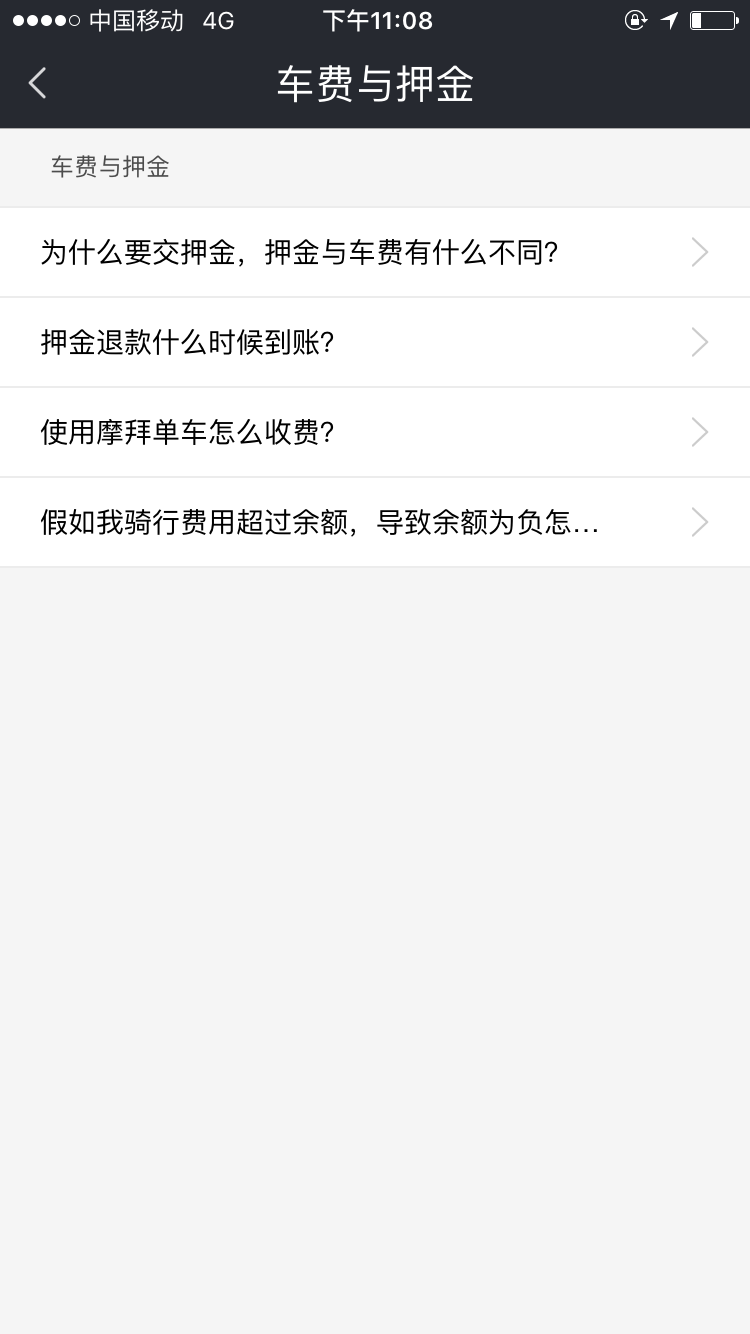 中国移动 4G 下午11:08
车费与押金
车费与押金
为什么要交押金，押金与车费有什么不同?
押金退款什么时候到账?
使用摩拜单车怎么收费?
假如我骑行费用超过余额，导致余额为负怎...